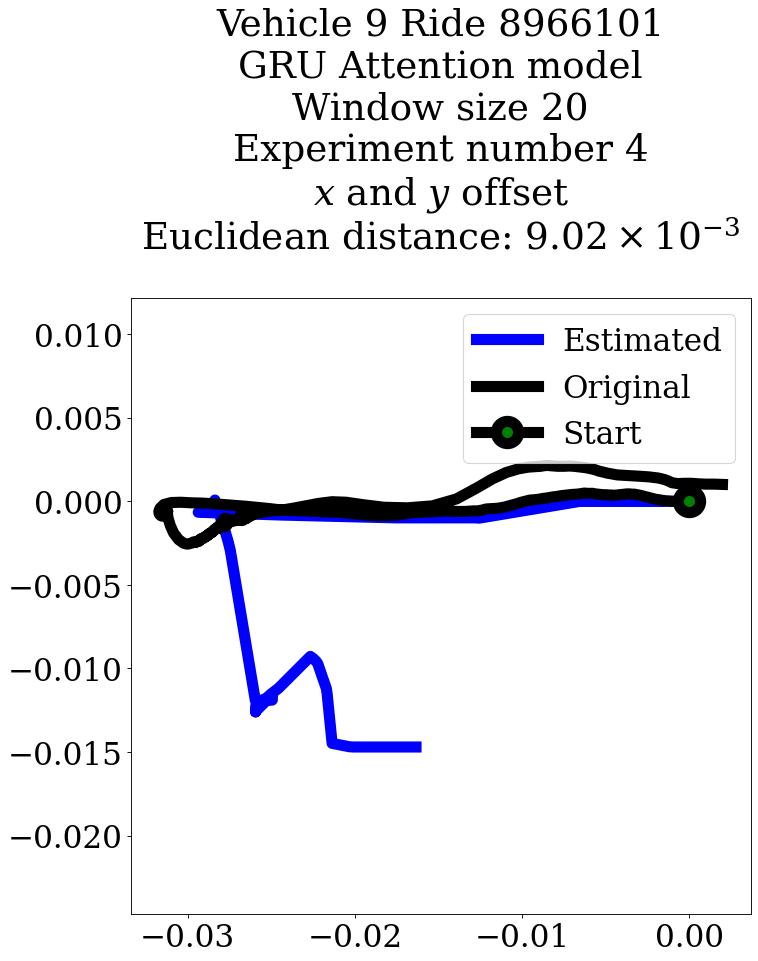 Vehicle 9 Ride 8966101
GRU Attention model
Window size 20
Experiment number 4
x and y offset
Euclidean distance: 9.02 × 10⁻³
Estimated
Original
Start
0.010
0.005
0.000
−0.005
−0.010
−0.015
−0.020
−0.03 −0.02 −0.01 0.00